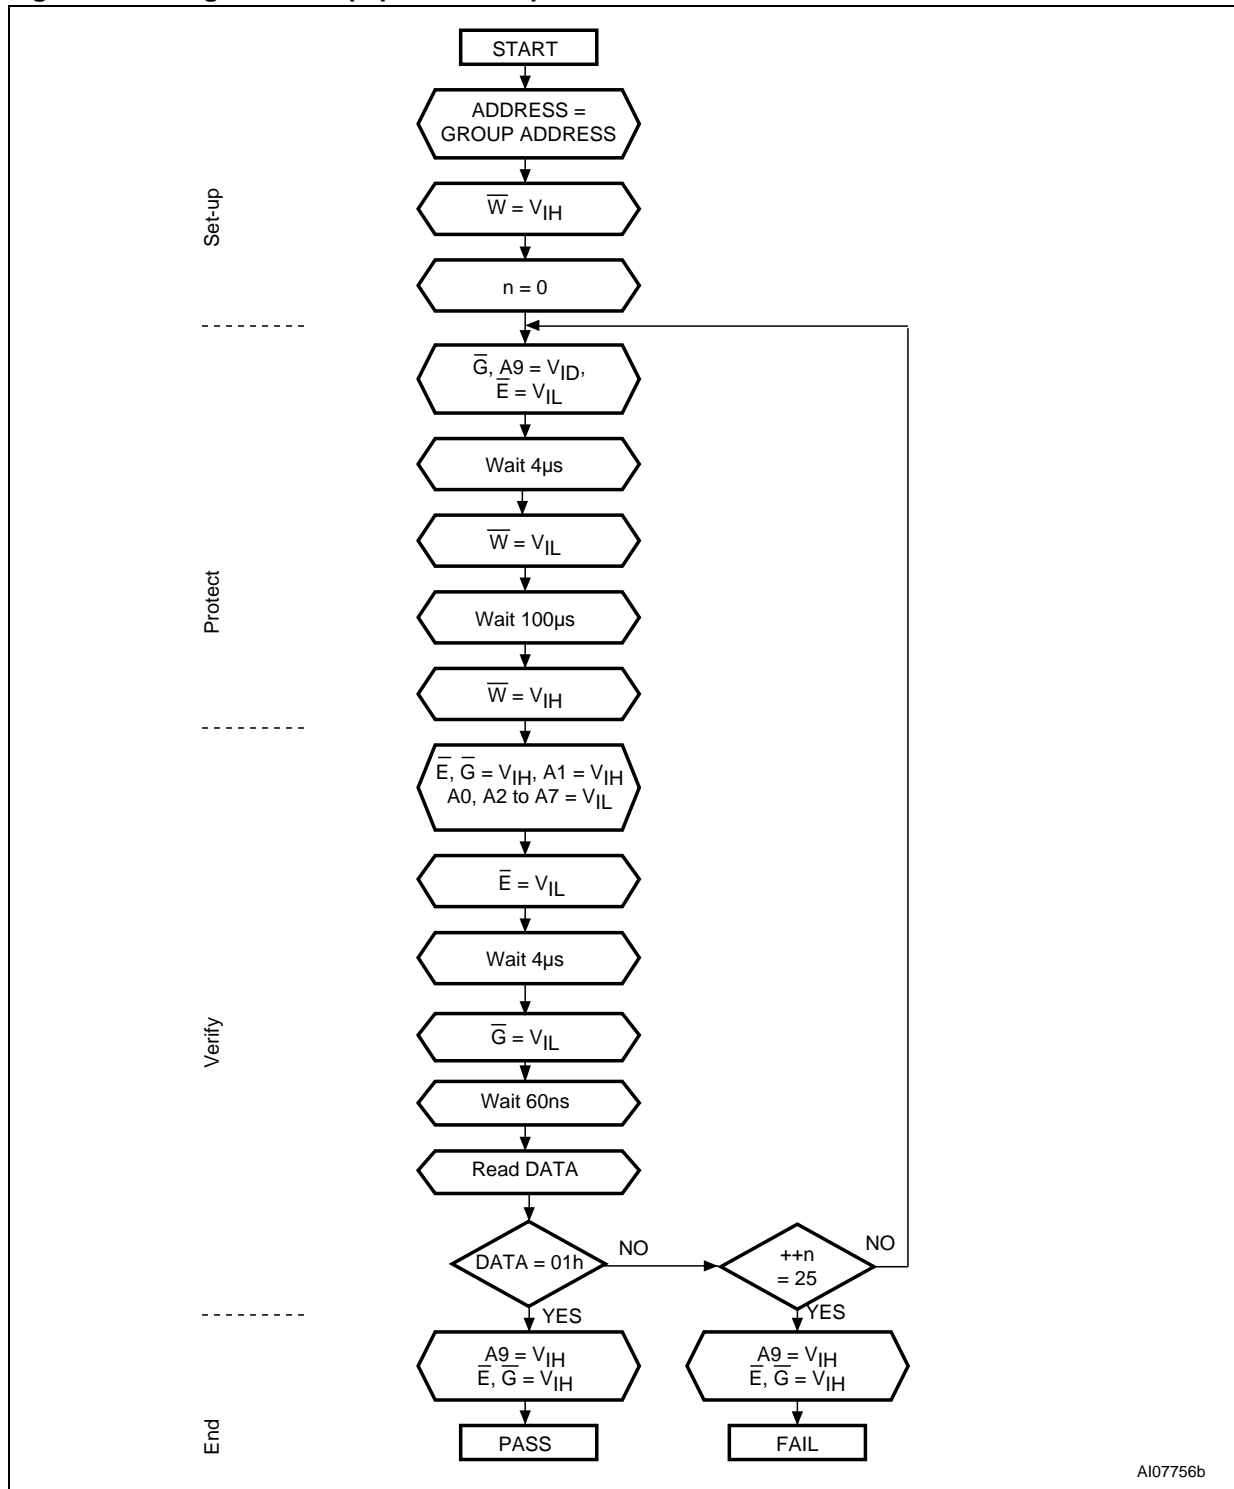 START
ADDRESS =
GROUP ADDRESS
W̅ = VIH
Set-up
n = 0
G̅, A9 = VID,
E̅ = VIL
Wait 4µs
W̅ = VIL
Protect
Wait 100µs
W̅ = VIH
E̅, G̅ = VIH, A1 = VIH
A0, A2 to A7 = VIL
E̅ = VIL
Wait 4µs
Verify
G̅ = VIL
Wait 60ns
Read DATA
DATA = 01h
NO
++n
= 25
NO
YES
YES
A9 = VIH
E̅, G̅ = VIH
A9 = VIH
E̅, G̅ = VIH
End
PASS
FAIL
AI07756b